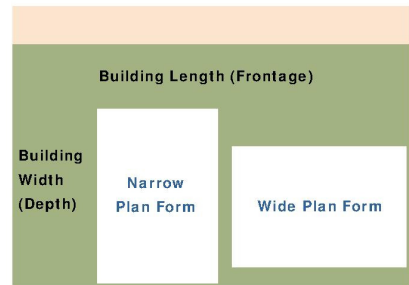 Building Length (Frontage)
Building
Width
(Depth)
Narrow
Plan Form
Wide Plan Form